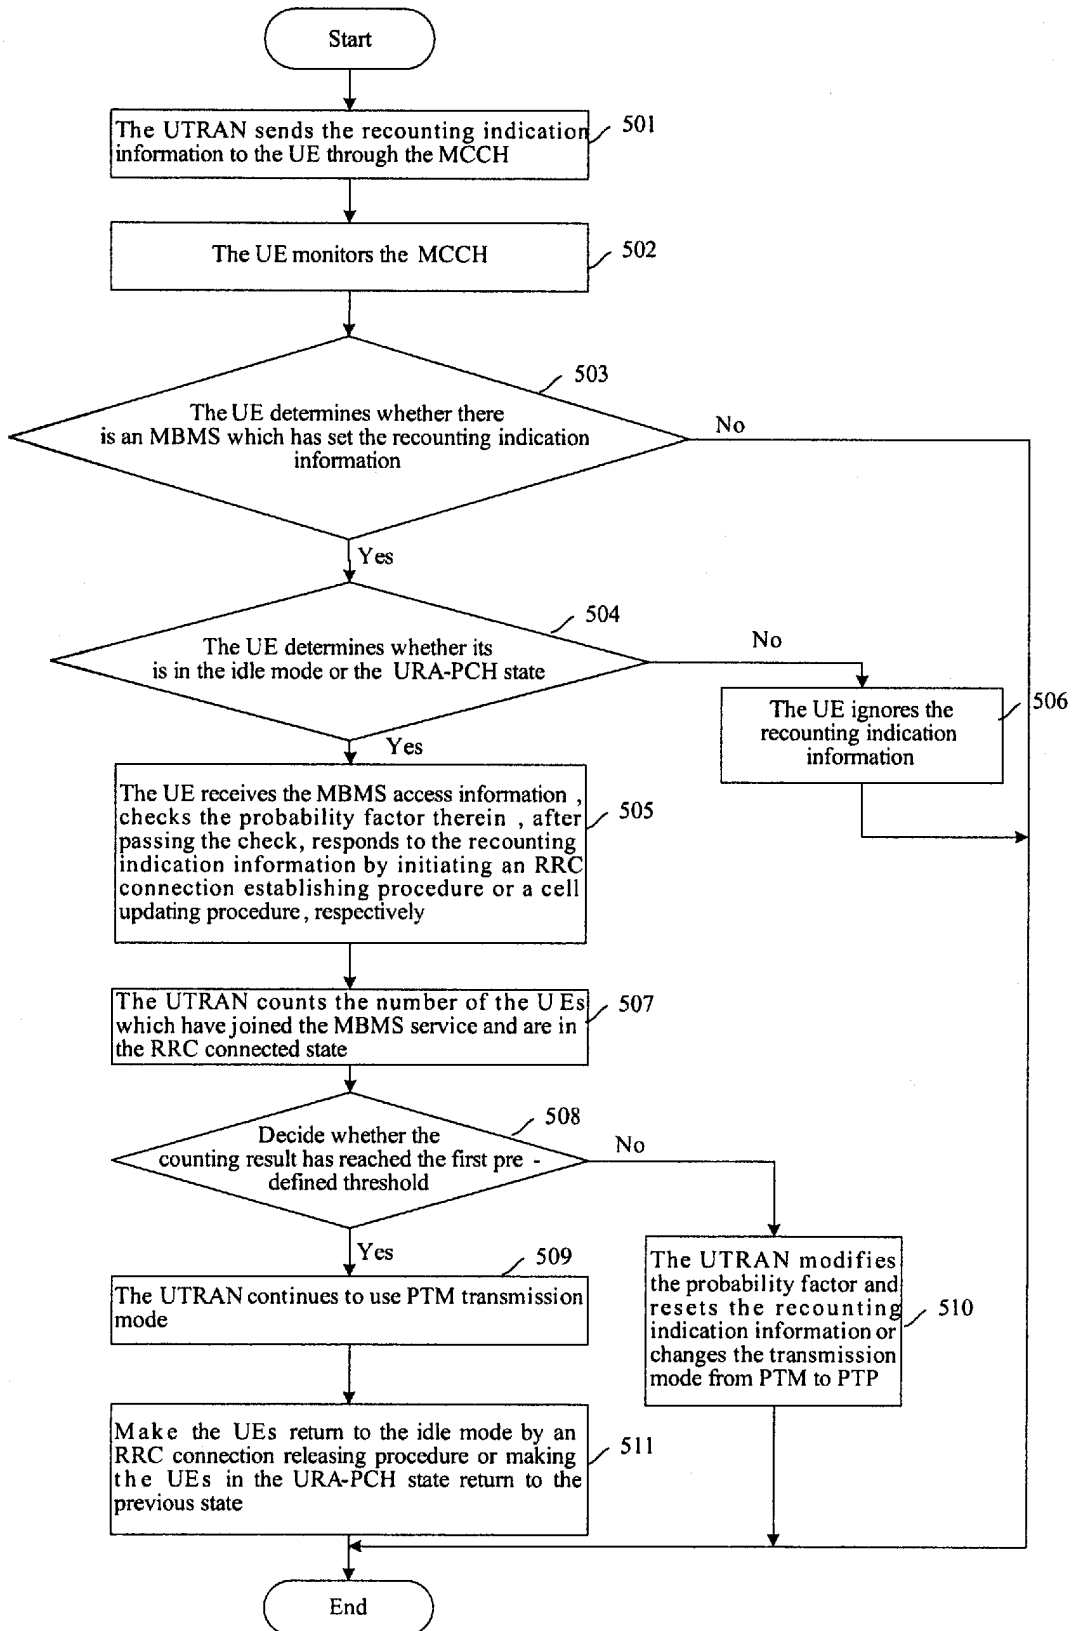 Start
The UTRAN sends the recounting indication
information to the UE through the MCCH
501
The UE monitors the MCCH
502
503
The UE determines whether there
is an MBMS which has set the recounting indication
information
No
Yes
504
The UE determines whether its
is in the idle mode or the URA-PCH state
No
Yes
The UE ignores the
recounting indication
information
506
The UE receives the MBMS access information ,
checks the probability factor therein , after
passing the check, responds to the recounting
indication information by initiating an RRC
connection establishing procedure or a cell
updating procedure, respectively
505
The UTRAN counts the number of the UEs
which have joined the MBMS service and are in
the RRC connected state
507
508
Decide whether the
counting result has reached the first pre -
defined threshold
No
Yes
509
The UTRAN continues to use PTM transmission
mode
The UTRAN modifies
the probability factor and
resets the recounting
indication information or
changes the transmission
mode from PTM to PTP
510
Make the UEs return to the idle mode by an
RRC connection releasing procedure or making
the UEs in the URA-PCH state return to the
previous state
511
End